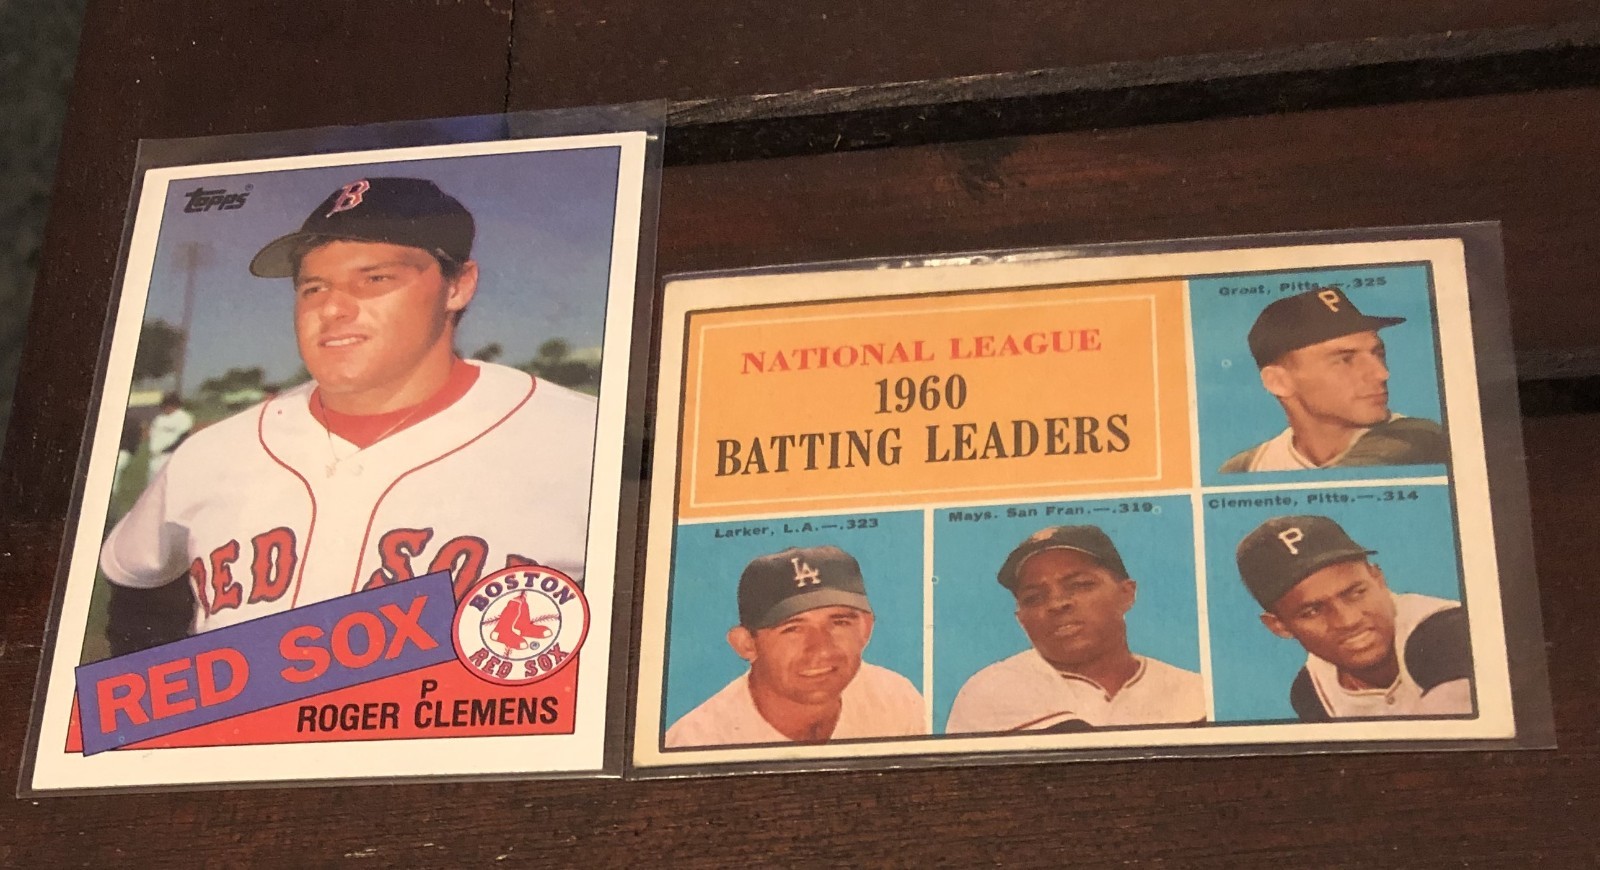 Topps®
B
RED SOX
BOSTON
RED SOX
®
RED SOX
P
ROGER CLEMENS
NATIONAL LEAGUE
1960
BATTING LEADERS
Groat, Pitts.—.325
P
Larker, L.A.—.323
LA
Mays. San Fran.—.319
Clemente, Pitts.—.314
P